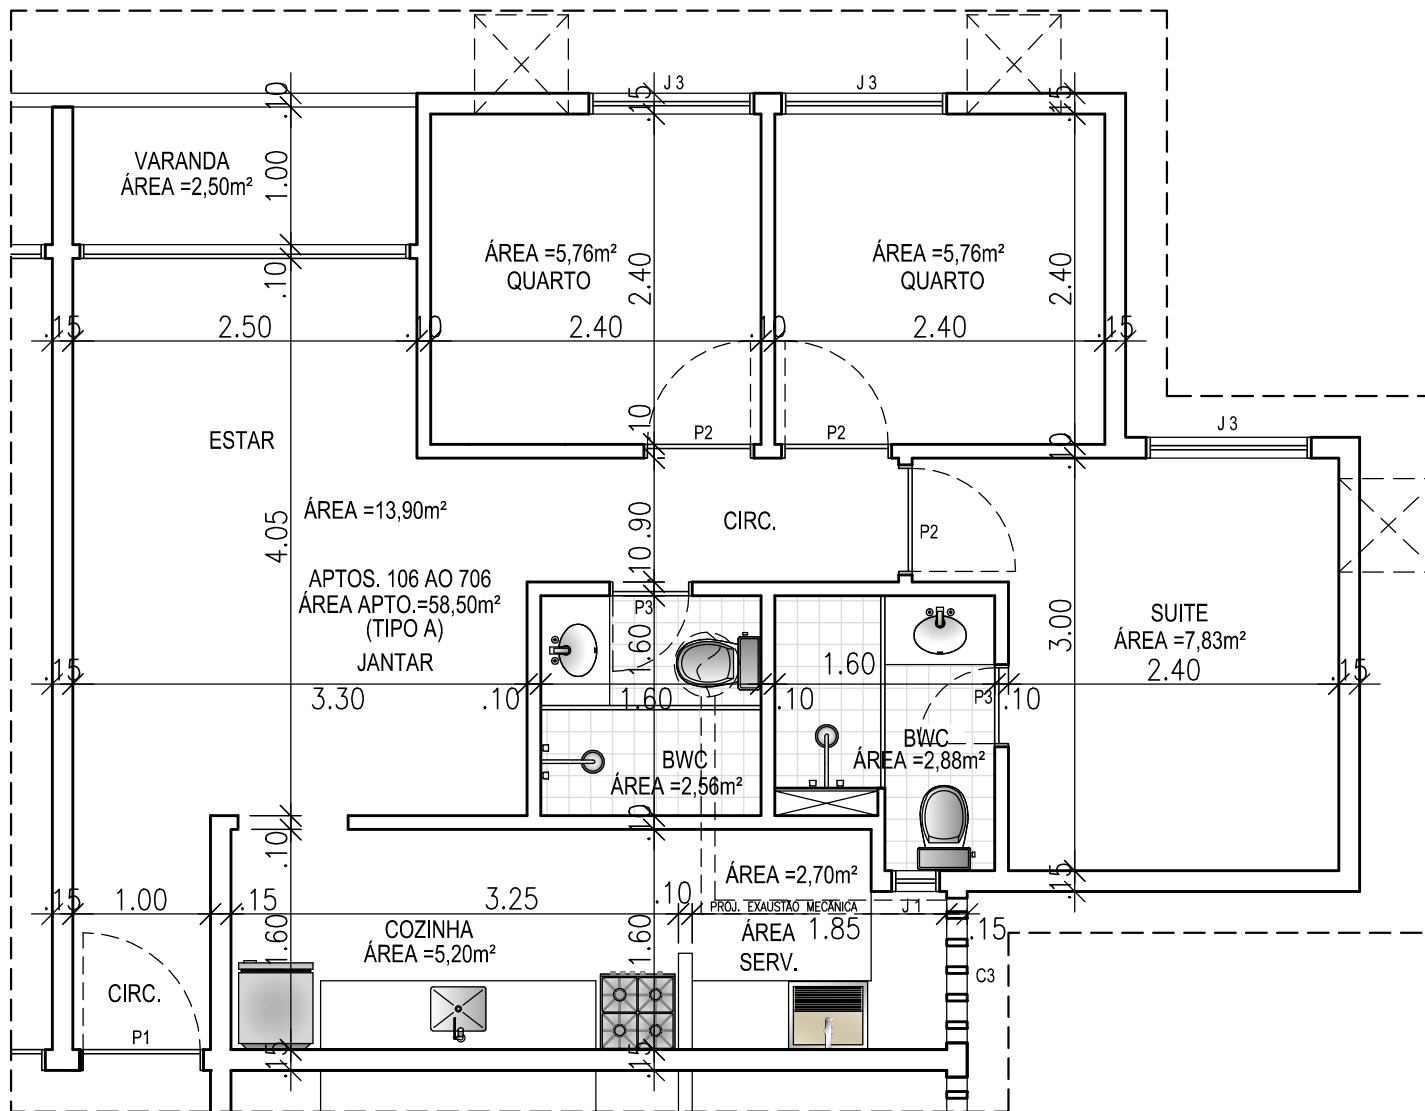 J 3
J 3
.10
.15
.15
VARANDA
ÁREA =2,50m²
1.00
ÁREA =5,76m²
QUARTO
2.40
ÁREA =5,76m²
QUARTO
2.40
.10
.15
2.50
.10
2.40
.10
2.40
.15
ESTAR
.10
P2
P2
J 3
.10
ÁREA =13,90m²
4.05
.90
CIRC.
P2
.10
APTOS. 106 AO 706
ÁREA APTO.=58,50m²
(TIPO A)
JANTAR
P3
1.60
1.60
3.00
SUITE
ÁREA =7,83m²
2.40
.15
.15
3.30
.10
1.60
.10
P3
.10
BWC
ÁREA =2,56m²
BWC
ÁREA =2,88m²
.10
.10
.15
ÁREA =2,70m²
.15
1.00
.15
3.25
.10
PROJ. EXAUSTÃO MECÂNICA
J 1
1.60
COZINHA
ÁREA =5,20m²
1.60
ÁREA
SERV.
1.85
.15
CIRC.
C3
P1
.15
.15